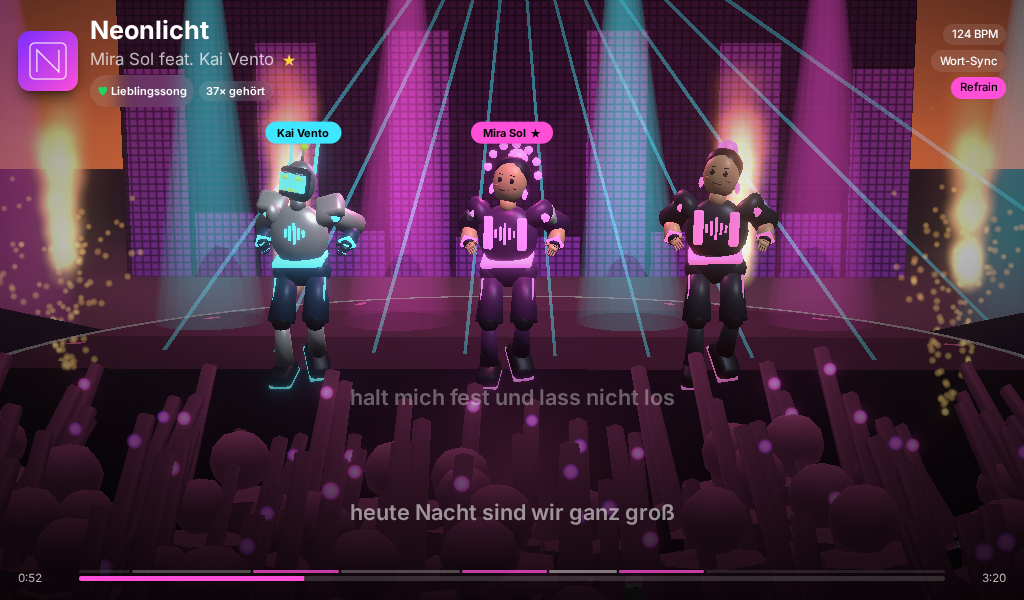 N
Neonlicht
Mira Sol feat. Kai Vento ★
Lieblingssong
37× gehört
124 BPM
Wort-Sync
Refrain
Kai Vento
Mira Sol ★
halt mich fest und lass nicht los
heute Nacht sind wir ganz groß
0:52
3:20